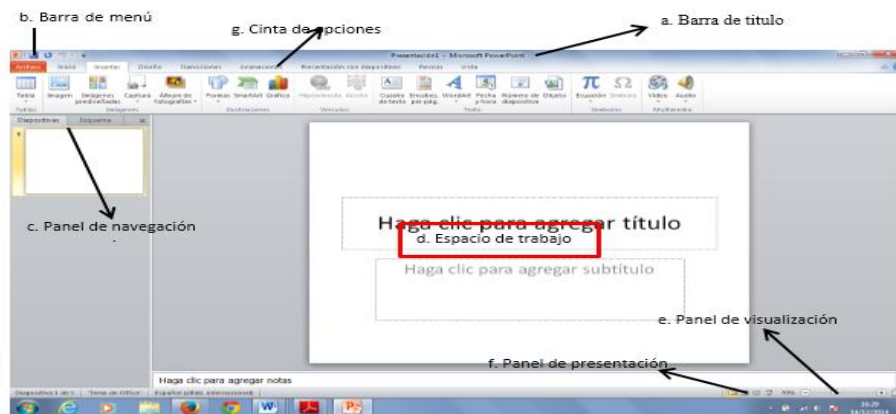 b. Barra de menú
g. Cinta de opciones
a. Barra de titulo
Presentación1 - Microsoft PowerPoint
Archivo Inicio Insertar Diseño Transiciones Animaciones Presentación con diapositivas Revisar Vista
Tabla Imagen Imágenes prediseñadas Captura Álbum de fotografías Formas SmartArt Gráfico Hipervínculo Acción Cuadro de texto Encabez. pie pág. WordArt Fecha y hora Número de diapositiva Objeto Ecuación Símbolo Video Audio
Tablas Imágenes Ilustraciones Vínculos Texto Símbolos Multimedia
Diapositivas Esquema
c. Panel de navegación
Haga clic para agregar título
d. Espacio de trabajo
Haga clic para agregar subtítulo
e. Panel de visualización
f. Panel de presentación
Haga clic para agregar notas
Diapositiva 1 de 1 "Tema de Office" Español (alfab. internacional)
16:20